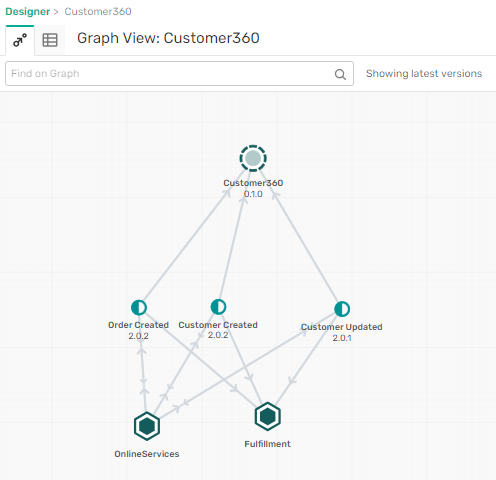 Designer > Customer360
Graph View: Customer360
Find on Graph
Showing latest versions
Customer360
0.1.0
Order Created
2.0.2
Customer Created
2.0.2
Customer Updated
2.0.1
OnlineServices
Fulfillment